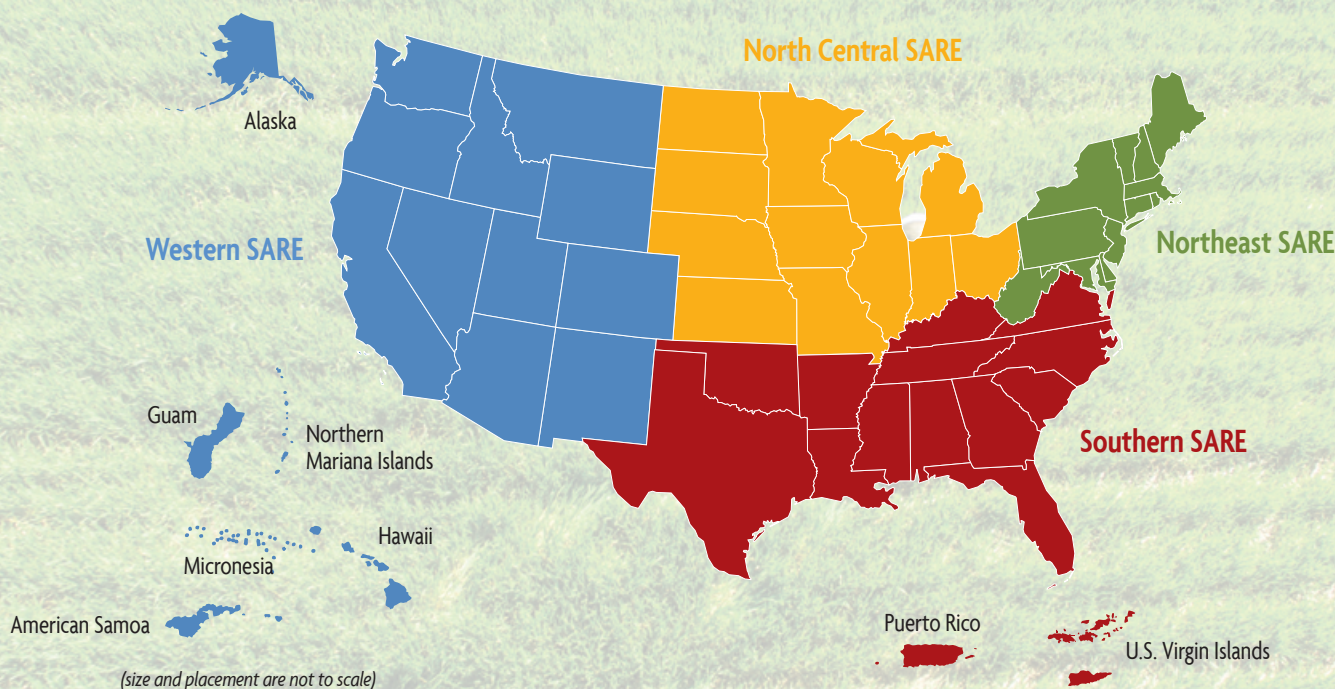 North Central SARE
Alaska
Western SARE
Northeast SARE
Guam
Northern
Mariana Islands
Southern SARE
Hawaii
Micronesia
American Samoa
Puerto Rico
U.S. Virgin Islands
(size and placement are not to scale)